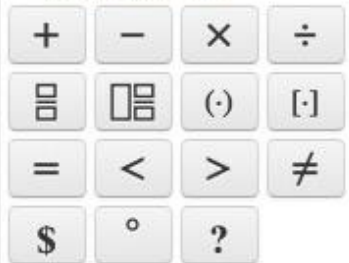 + − × ÷
(·) [·]
= < > ≠
$ ° ?